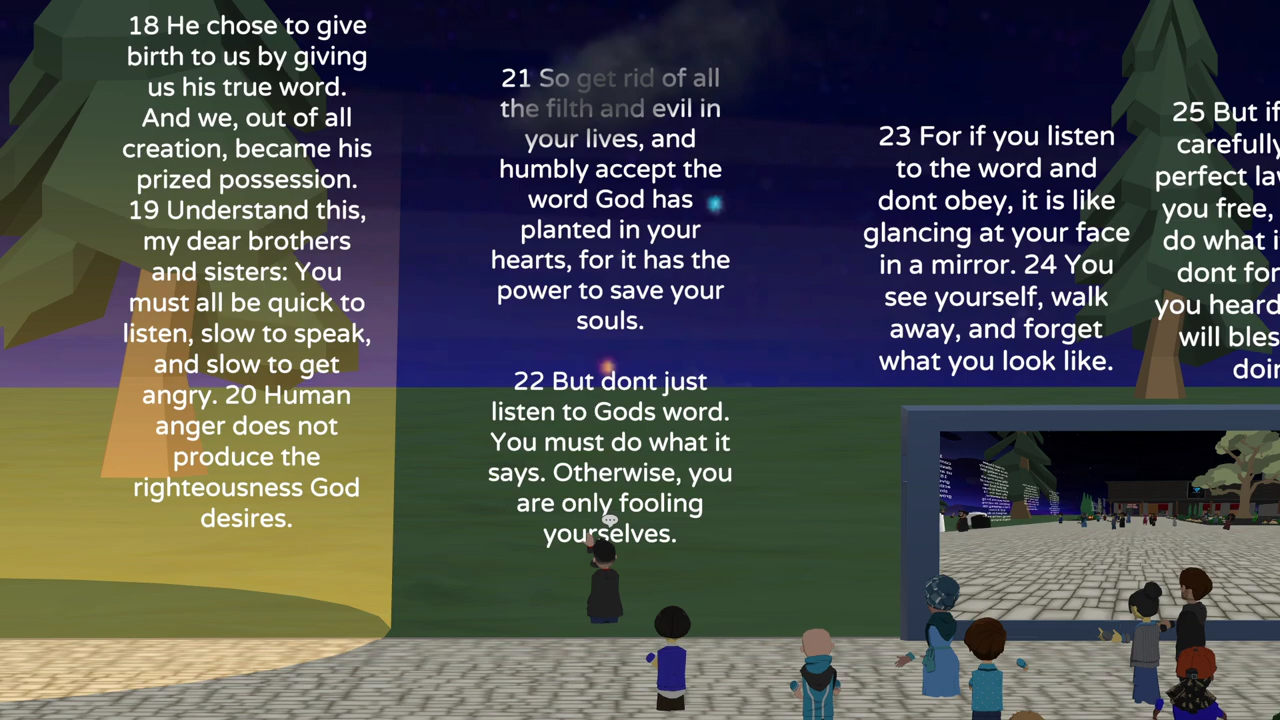 18 He chose to give
birth to us by giving
us his true word.
And we, out of all
creation, became his
prized possession.
19 Understand this,
my dear brothers
and sisters: You
must all be quick to
listen, slow to speak,
and slow to get
angry. 20 Human
anger does not
produce the
righteousness God
desires.
21 So get rid of all
the filth and evil in
your lives, and
humbly accept the
word God has
planted in your
hearts, for it has the
power to save your
souls.
22 But dont just
listen to Gods word.
You must do what it
says. Otherwise, you
are only fooling
yourselves.
23 For if you listen
to the word and
dont obey, it is like
glancing at your face
in a mirror. 24 You
see yourself, walk
away, and forget
what you look like.
25 But if
carefully
perfect
you free,
do what
dont
you heard
will